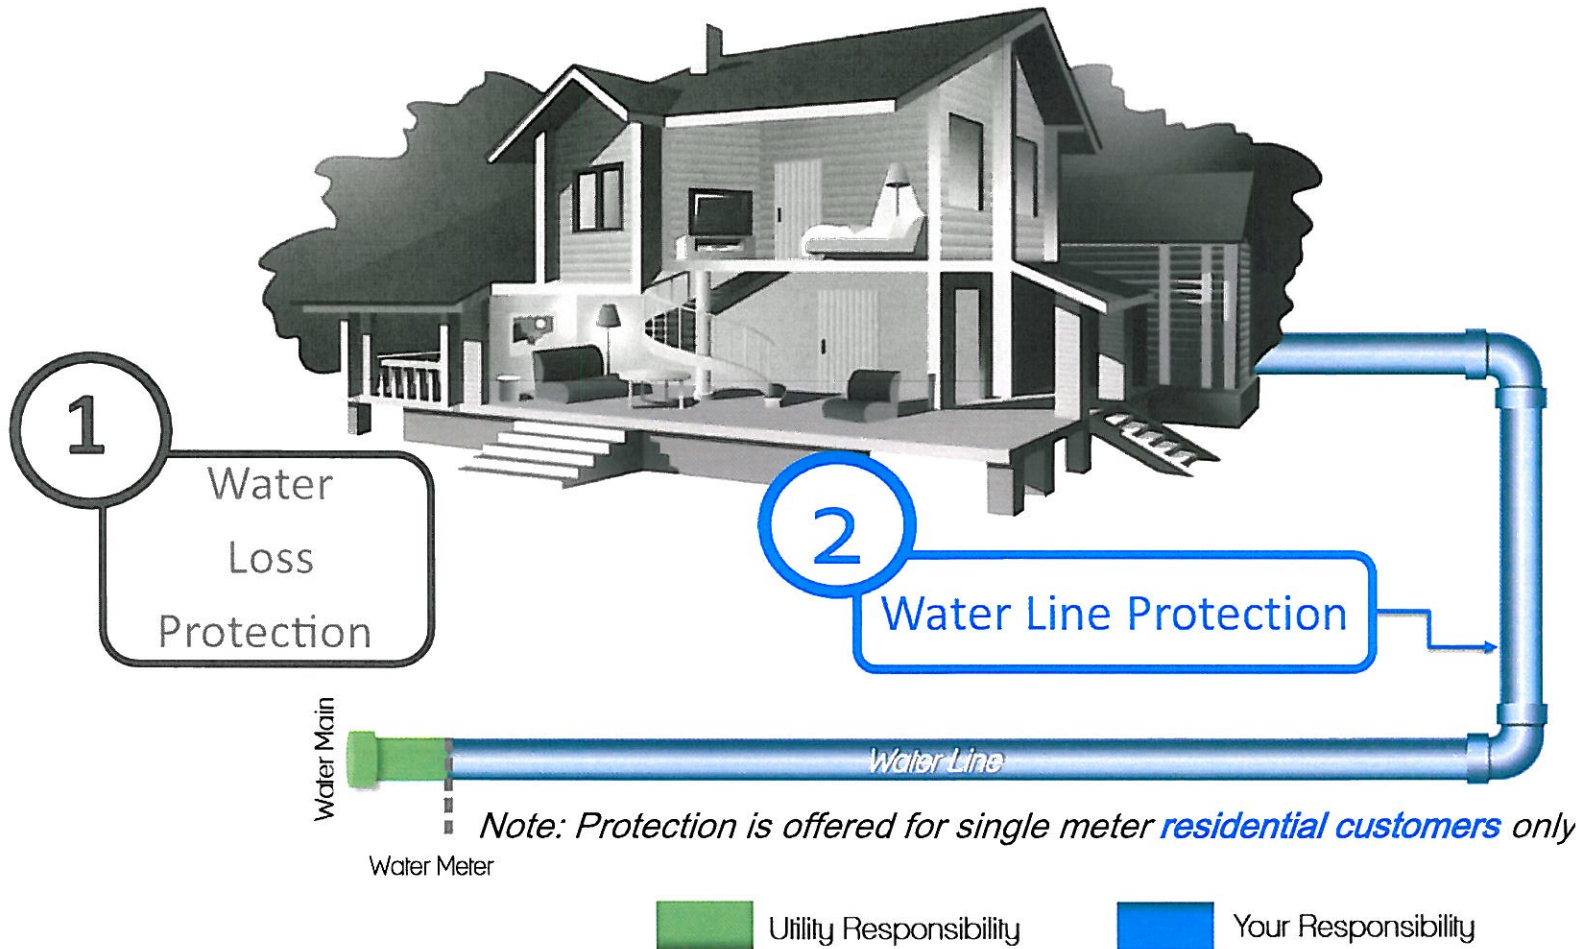 1
Water
Loss
Protection
2
Water Line Protection
Water Main
Water Line
Note: Protection is offered for single meter residential customers only
Water Meter
Utility Responsibility
Your Responsibility